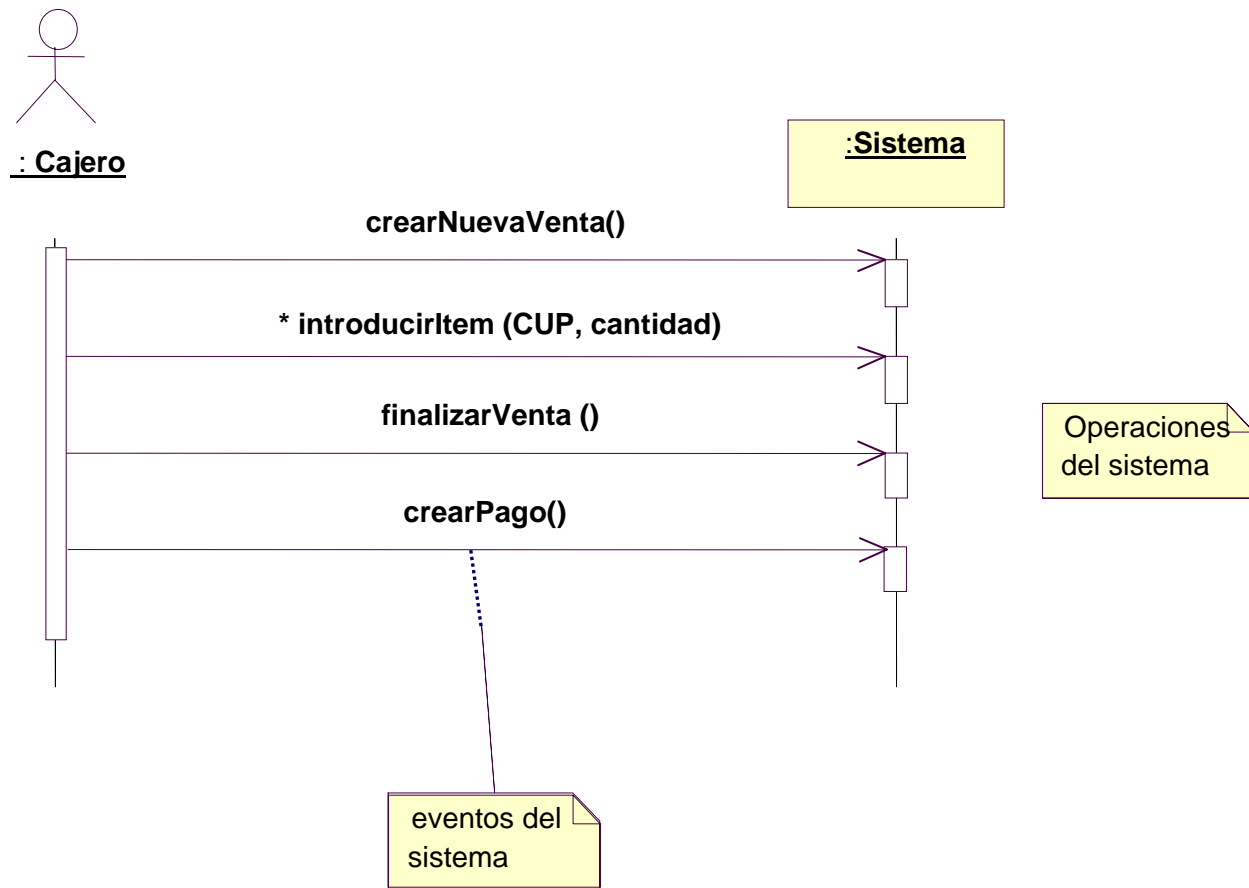 : Cajero
:Sistema
crearNuevaVenta()
* introducirItem (CUP, cantidad)
finalizarVenta ()
Operaciones
del sistema
crearPago()
eventos del
sistema